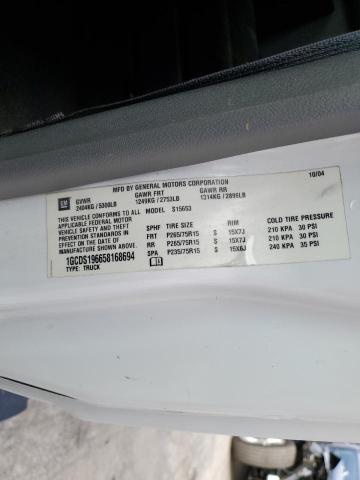 MFD BY GENERAL MOTORS CORPORATION 10/04
GM GVWR GAWR FRT GAWR RR
2404KG / 5300LB 1249KG / 2753LB 1314KG / 2896LB
THIS VEHICLE CONFORMS TO ALL
APPLICABLE FEDERAL MOTOR MODEL: S15653
VEHICLE SAFETY, BUMPER, AND
THEFT PREVENTION STANDARDS
IN EFFECT ON THE DATE OF
MANUFACTURE SHOWN ABOVE.
1GCDS196658168694
TYPE: TRUCK
SPHF TIRE SIZE RIM COLD TIRE PRESSURE
FRT P265/75R15 S 15X7J 210 KPA 30 PSI
RR P265/75R15 S 15X7J 210 KPA 30 PSI
SPA P235/75R15 S 15X6J 240 KPA 35 PSI